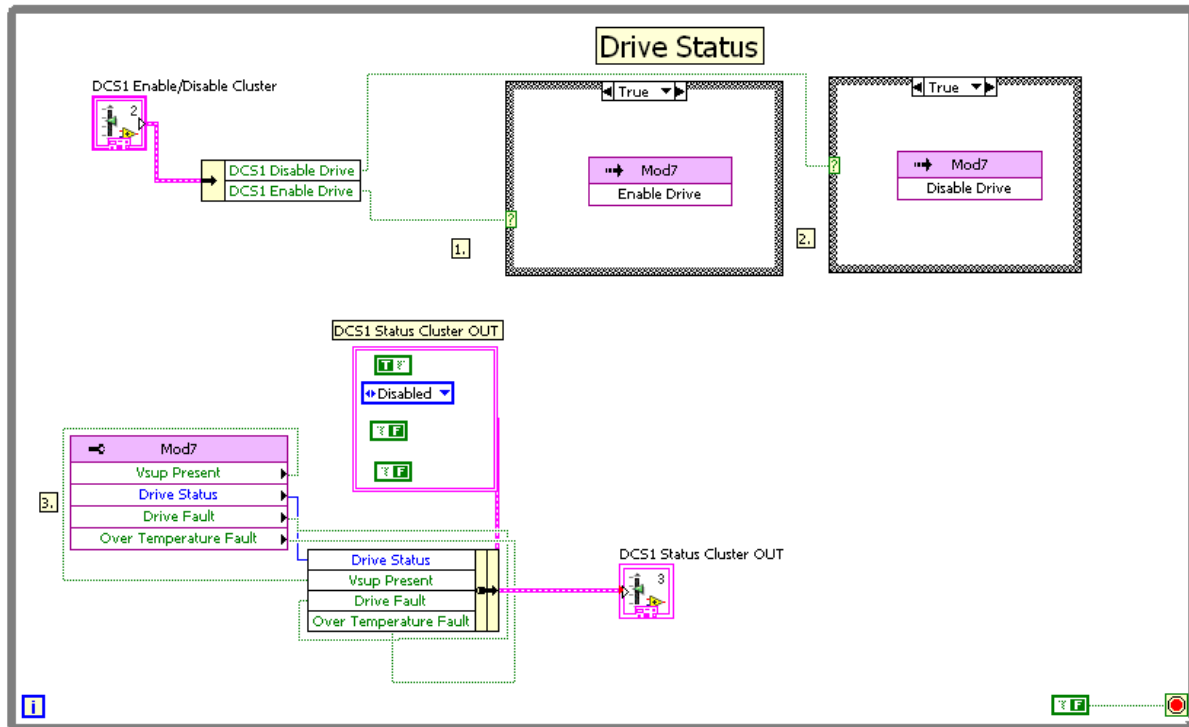 Drive Status
DCS1 Enable/Disable Cluster
2
DCS1 Disable Drive
DCS1 Enable Drive
True
Mod7
Enable Drive
?
1.
True
Mod7
Disable Drive
?
2.
DCS1 Status Cluster OUT
T
Disabled
F
F
Mod7
Vsup Present
Drive Status
Drive Fault
Over Temperature Fault
3.
Drive Status
Vsup Present
Drive Fault
Over Temperature Fault
DCS1 Status Cluster OUT
3
i
F